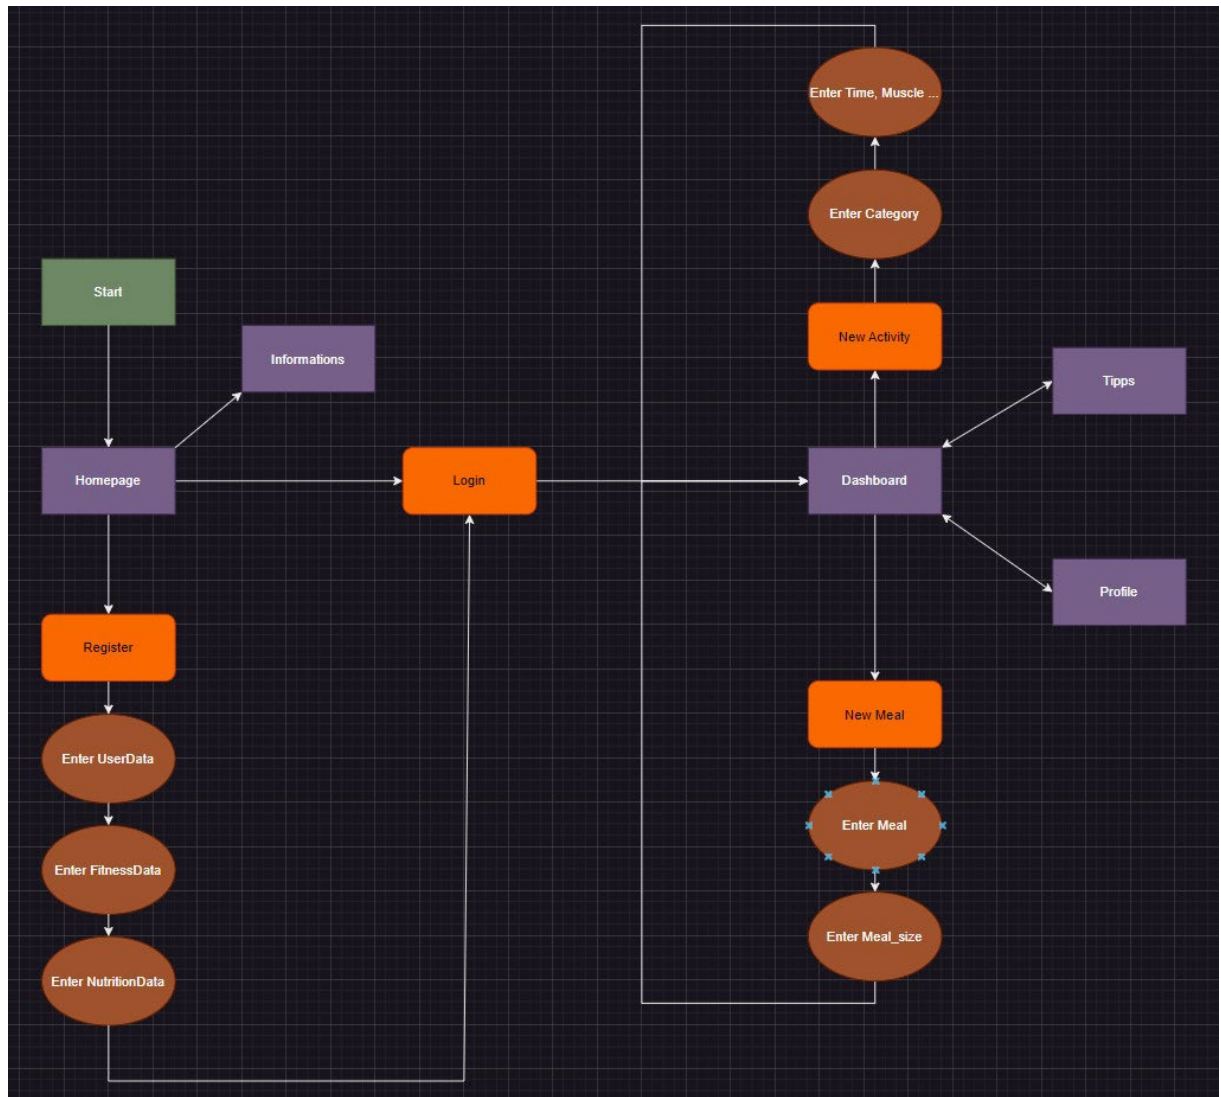 Enter Time, Muscle ...
Enter Category
Start
New Activity
Informations
Tipps
Homepage
Login
Dashboard
Profile
Register
New Meal
Enter UserData
Enter Meal
Enter FitnessData
Enter Meal_size
Enter NutritionData